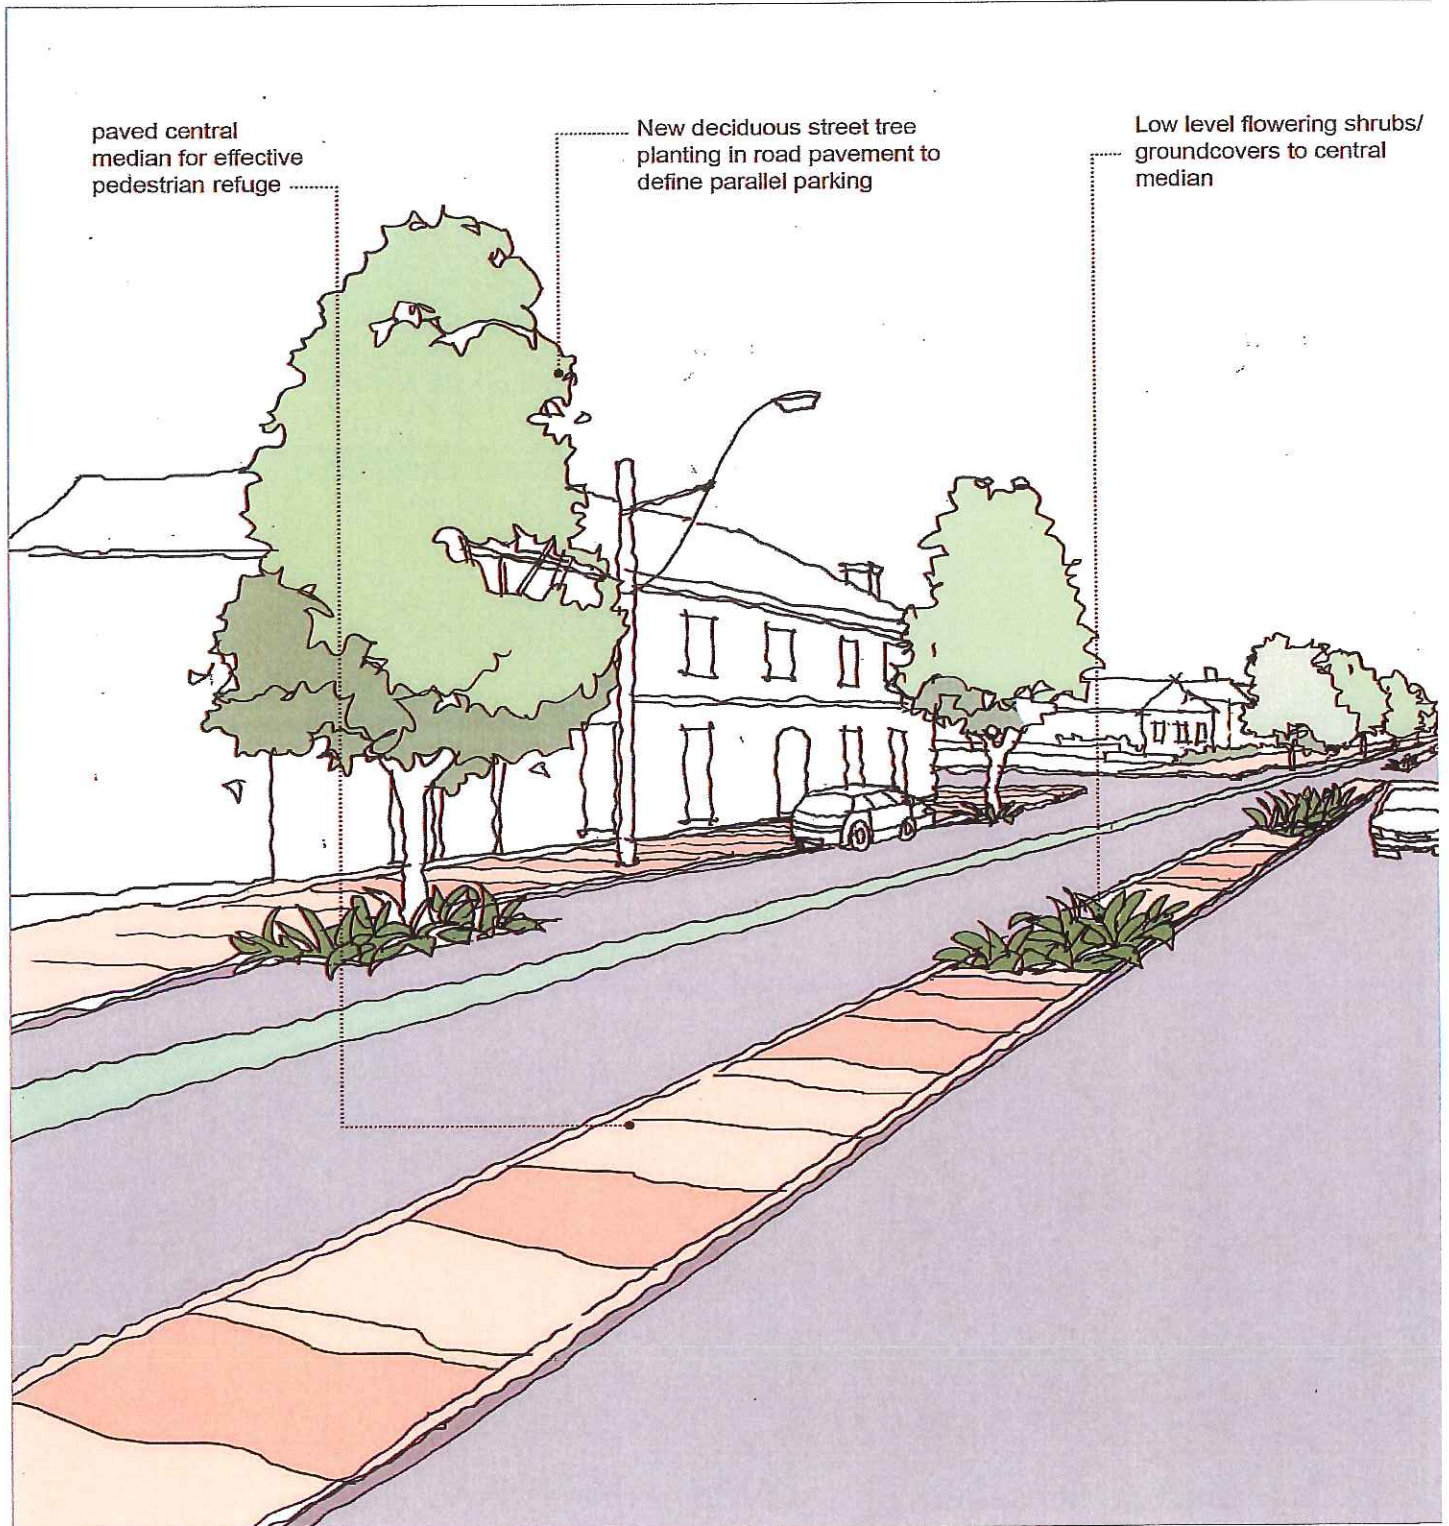 paved central
median for effective
pedestrian refuge
New deciduous street tree
planting in road pavement to
define parallel parking
Low level flowering shrubs/
groundcovers to central
median